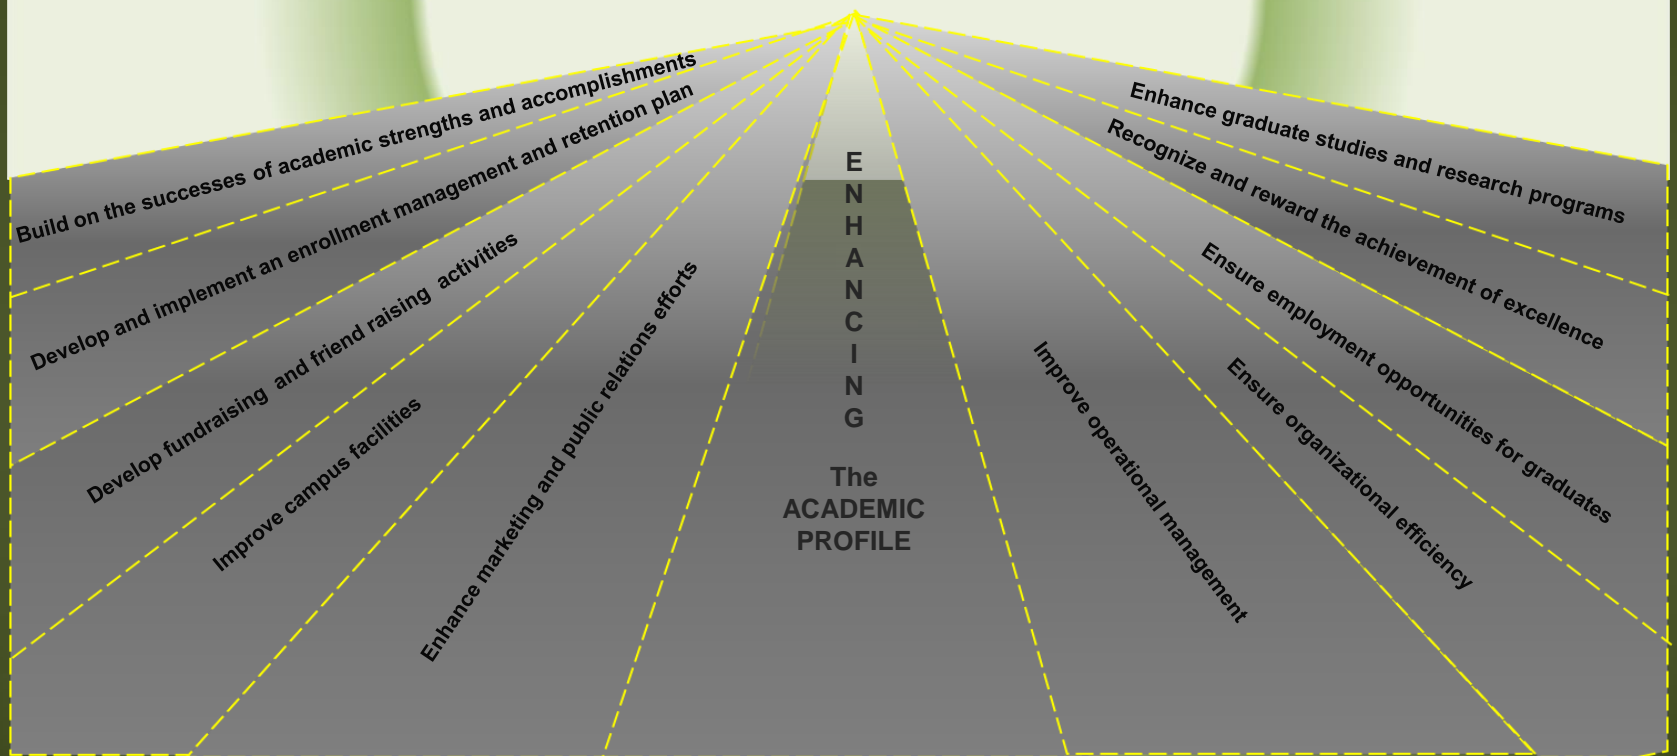 Build on the successes of academic strengths and accomplishments
Develop and implement an enrollment management and retention plan
Develop fundraising and friend raising activities
Improve campus facilities
Enhance marketing and public relations efforts
E
N
H
A
N
C
I
N
G
The
ACADEMIC
PROFILE
Improve operational management
Ensure organizational efficiency
Ensure employment opportunities for graduates
Recognize and reward the achievement of excellence
Enhance graduate studies and research programs